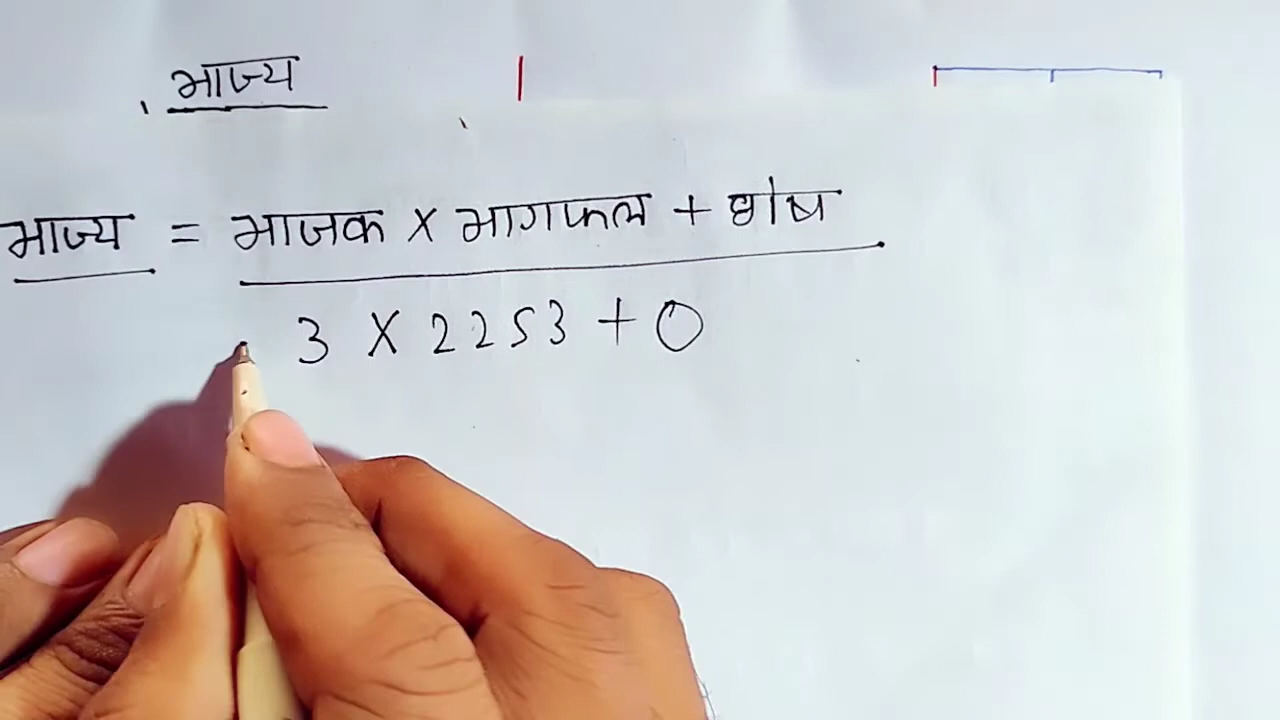 भाज्य
भाज्य = भाजक × भागफल + शेष
3 × 2253 + 0